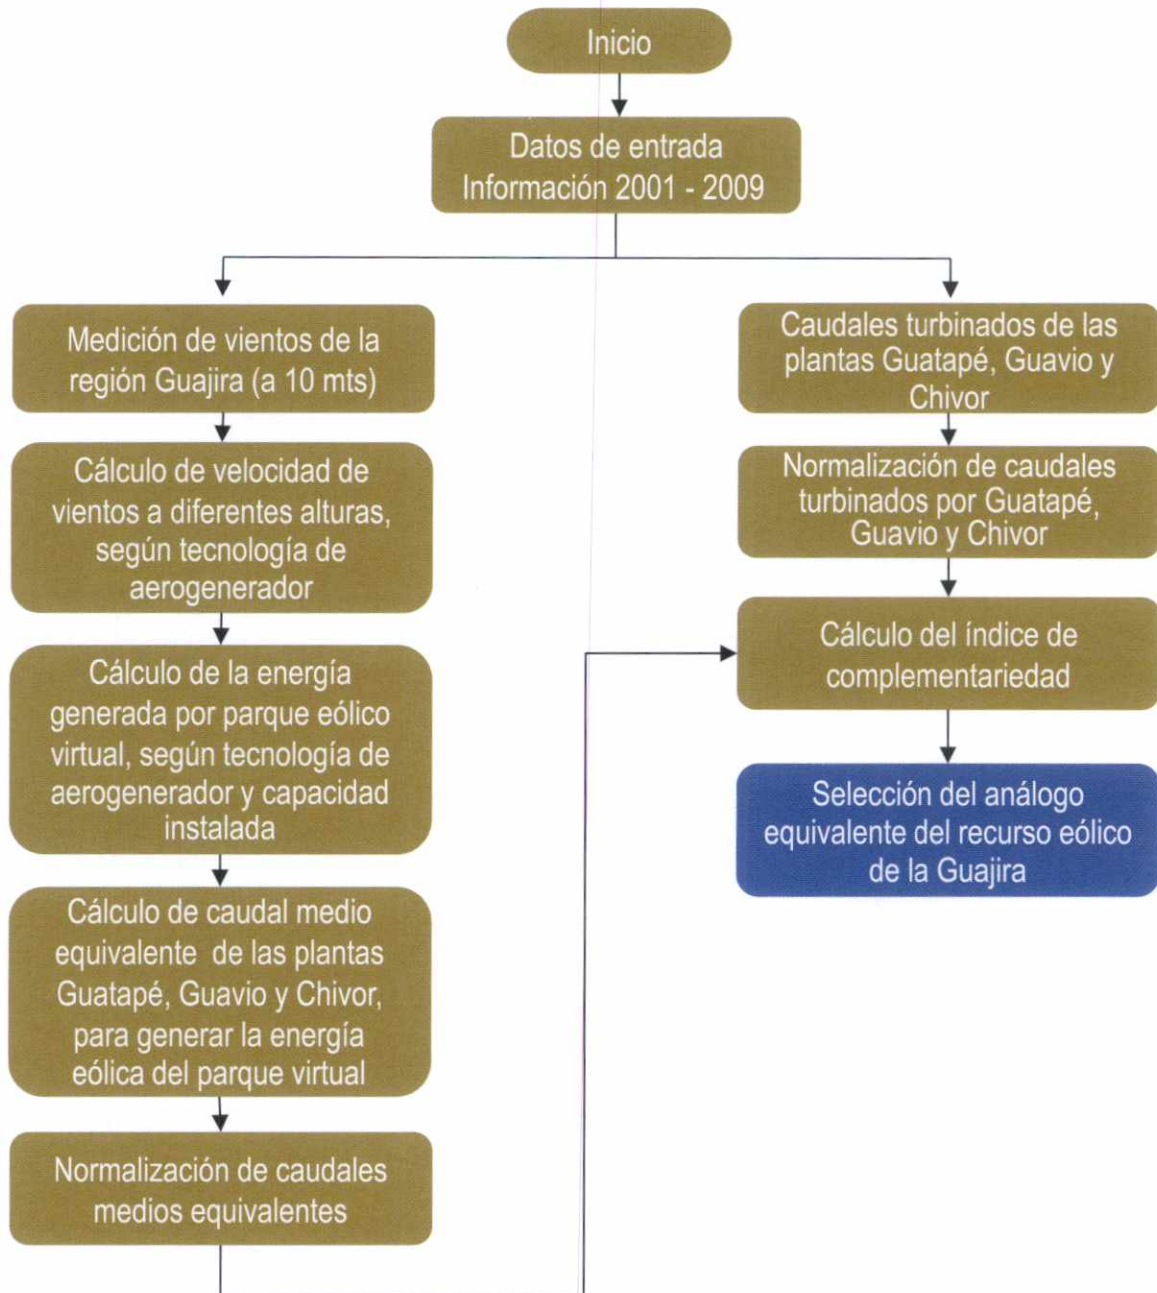 Inicio
Datos de entrada
Información 2001 - 2009
Medición de vientos de la
región Guajira (a 10 mts)
Cálculo de velocidad de
vientos a diferentes alturas,
según tecnología de
aerogenerador
Cálculo de la energía
generada por parque eólico
virtual, según tecnología de
aerogenerador y capacidad
instalada
Cálculo de caudal medio
equivalente de las plantas
Guatapé, Guavio y Chivor,
para generar la energía
eólica del parque virtual
Normalización de caudales
medios equivalentes
Caudales turbinados de las
plantas Guatapé, Guavio y
Chivor
Normalización de caudales
turbinados por Guatapé,
Guavio y Chivor
Cálculo del índice de
complementariedad
Selección del análogo
equivalente del recurso eólico
de la Guajira